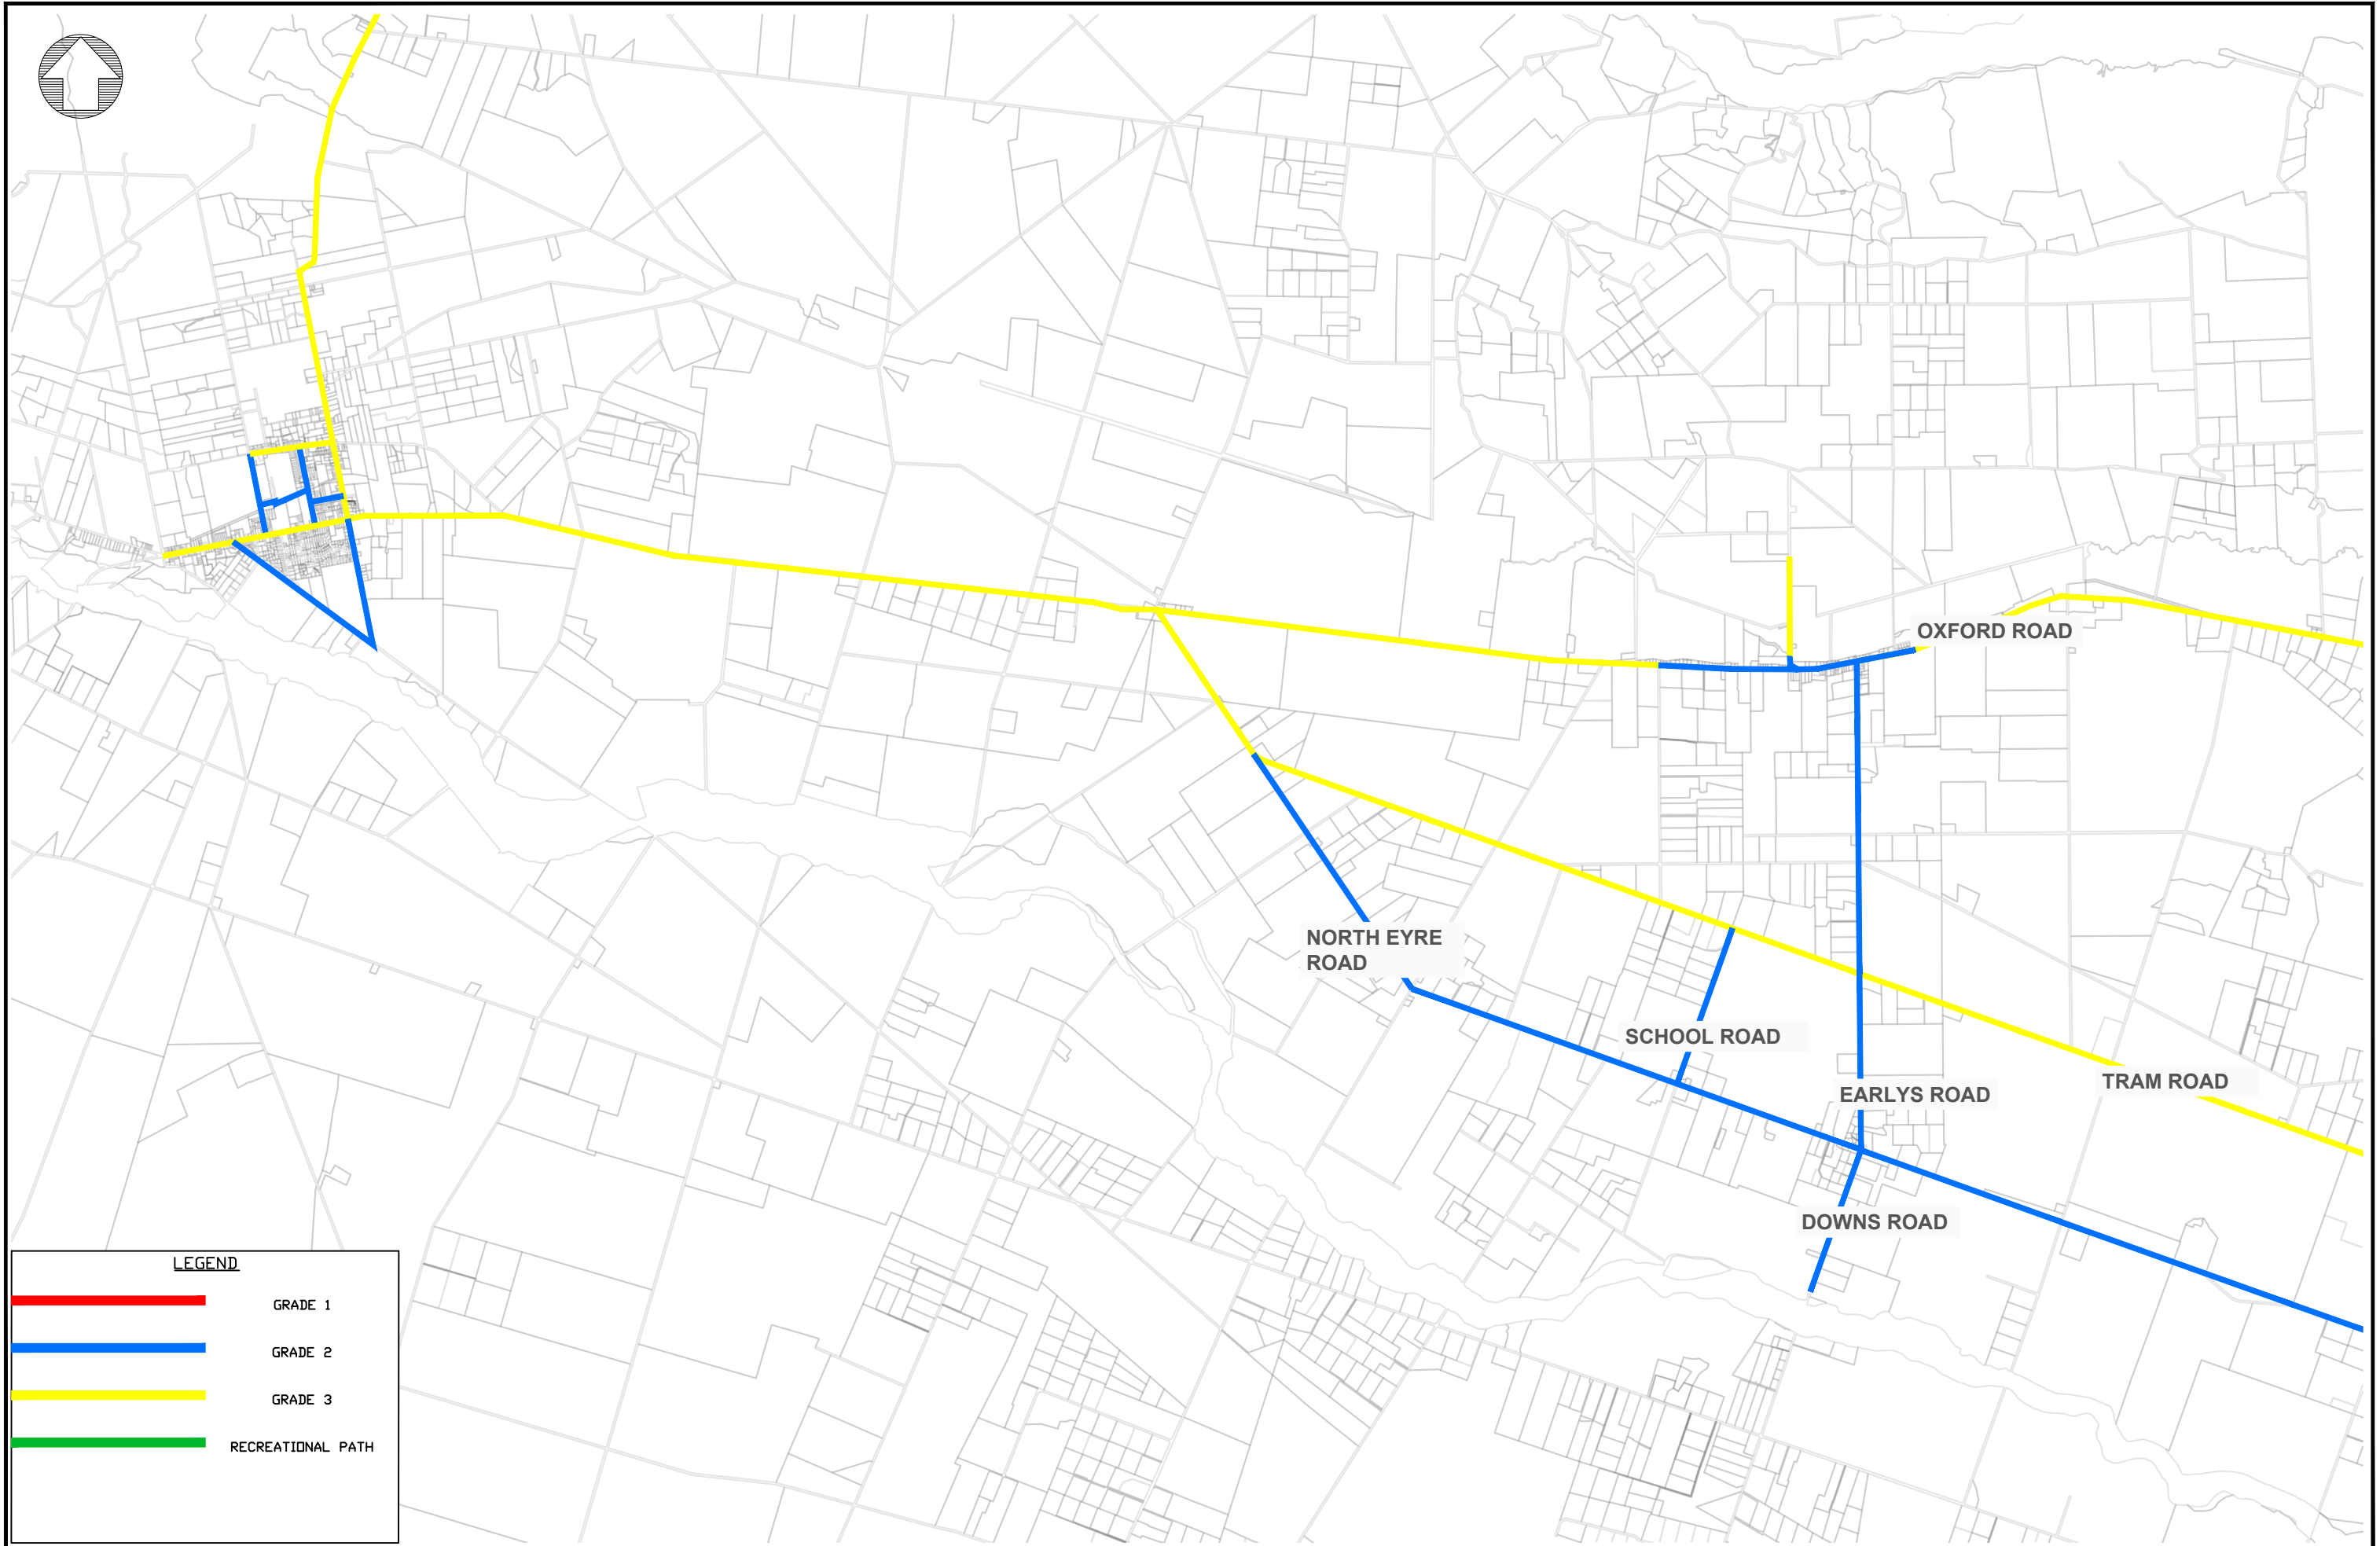 OXFORD ROAD
NORTH EYRE
ROAD
SCHOOL ROAD
TRAM ROAD
EARLYS ROAD
DOWNS ROAD
LEGEND
GRADE 1
GRADE 2
GRADE 3
RECREATIONAL PATH